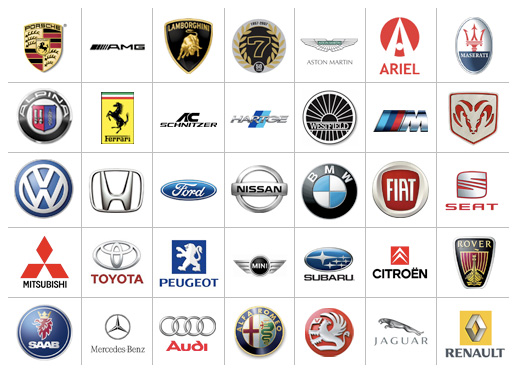 PORSCHE
AMG
LAMBORGHINI
7
ASTON MARTIN
ARIEL
MASERATI
ALPINA
Ferrari
AC
SCHNITZER
HARTGE
WESTFIELD
M
VW
H
Ford
NISSAN
BMW
FIAT
SEAT
MITSUBISHI
TOYOTA
PEUGEOT
MINI
SUBARU
CITROËN
ROVER
SAAB
Mercedes-Benz
Audi
ALFA ROMEO
JAGUAR
RENAULT